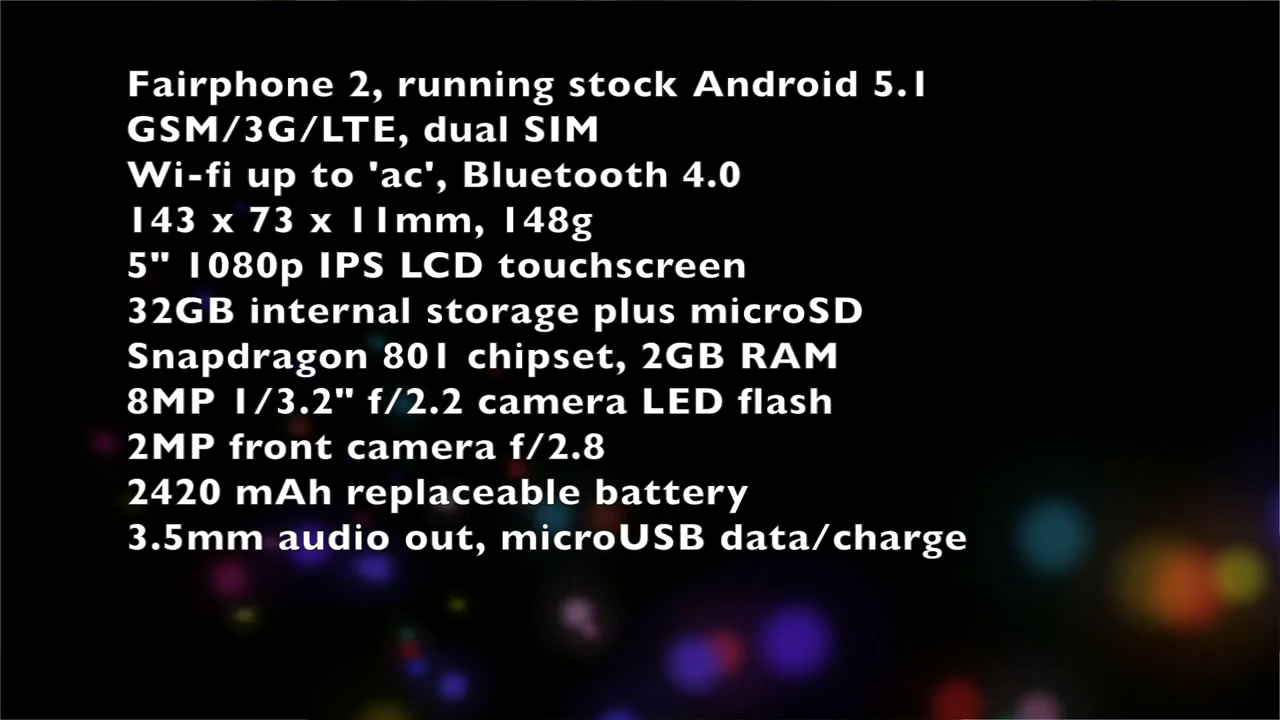 Fairphone 2, running stock Android 5.1
GSM/3G/LTE, dual SIM
Wi-fi up to 'ac', Bluetooth 4.0
143 x 73 x 11mm, 148g
5" 1080p IPS LCD touchscreen
32GB internal storage plus microSD
Snapdragon 801 chipset, 2GB RAM
8MP 1/3.2" f/2.2 camera LED flash
2MP front camera f/2.8
2420 mAh replaceable battery
3.5mm audio out, microUSB data/charge